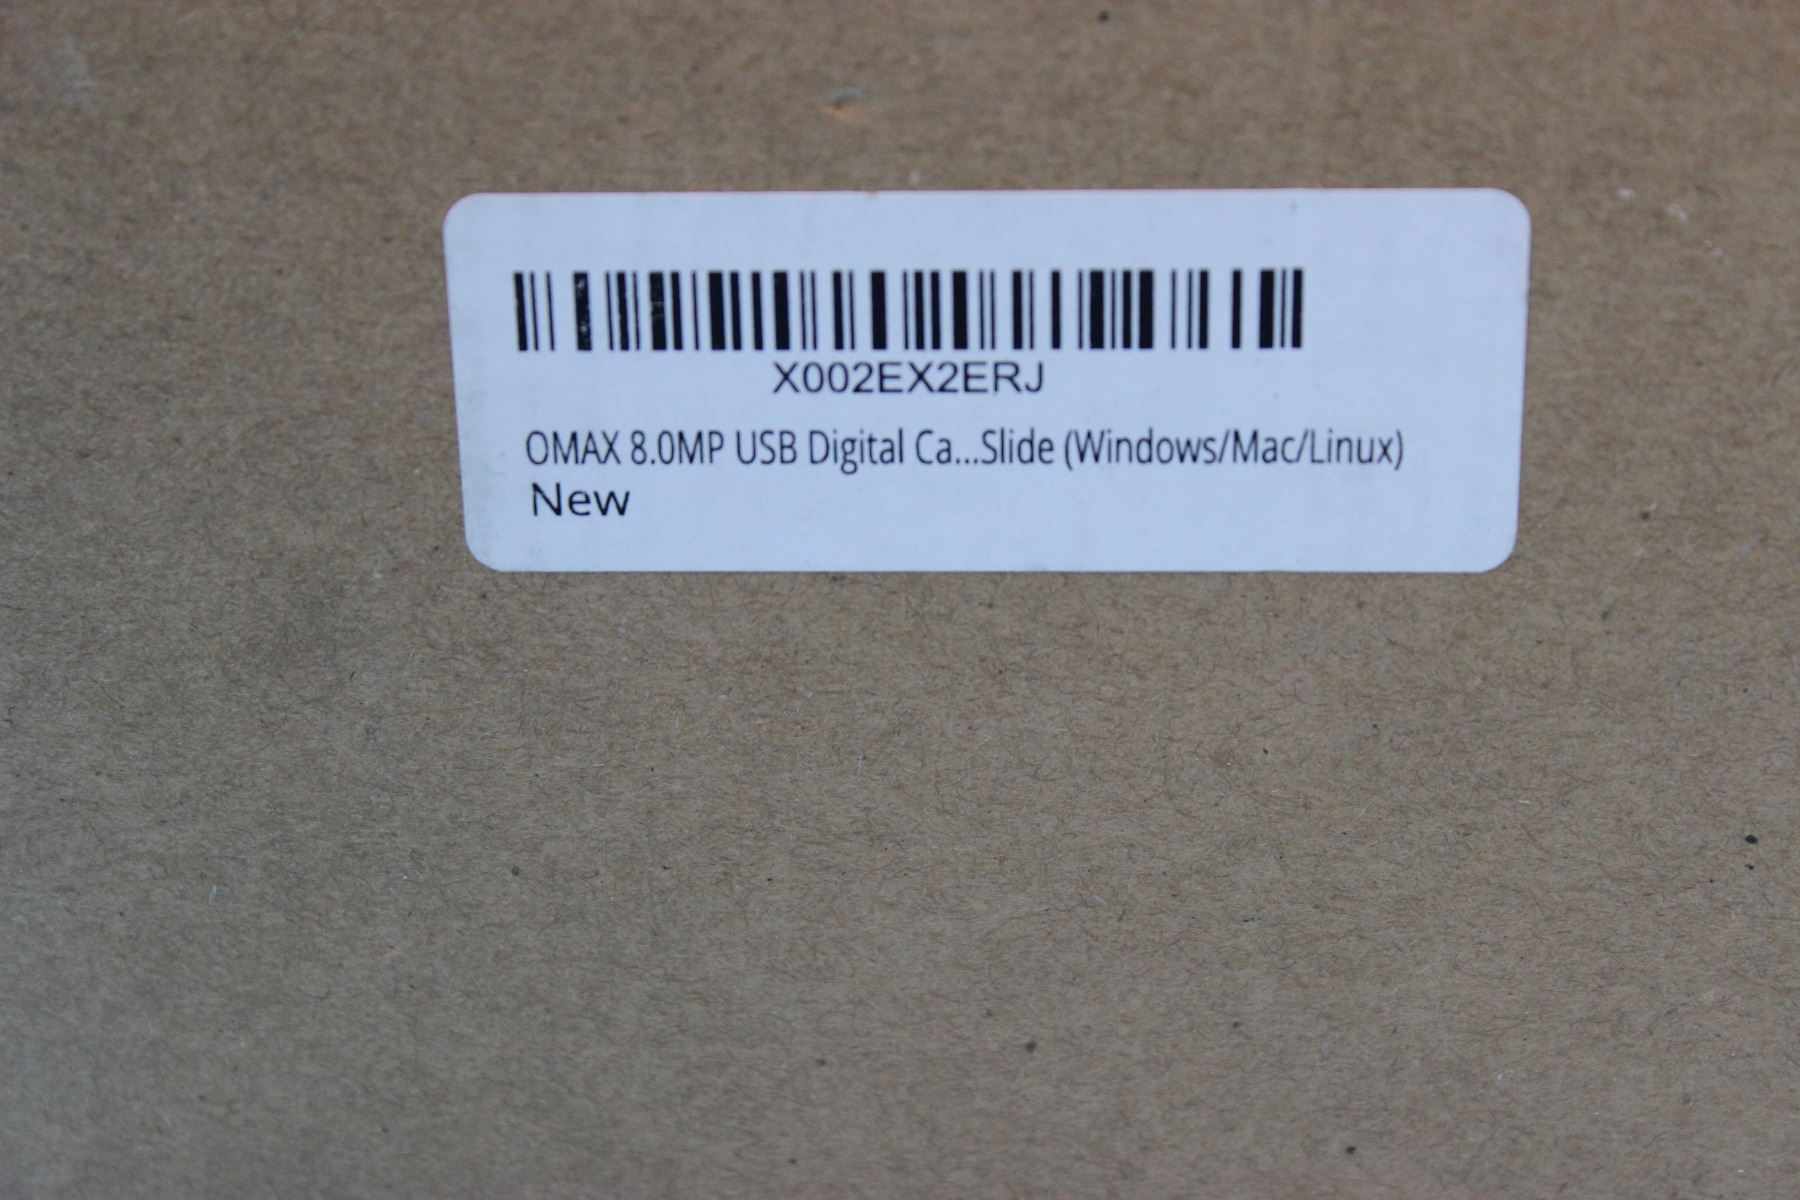 X002EX2ERJ
OMAX 8.0MP USB Digital Ca...Slide (Windows/Mac/Linux)
New